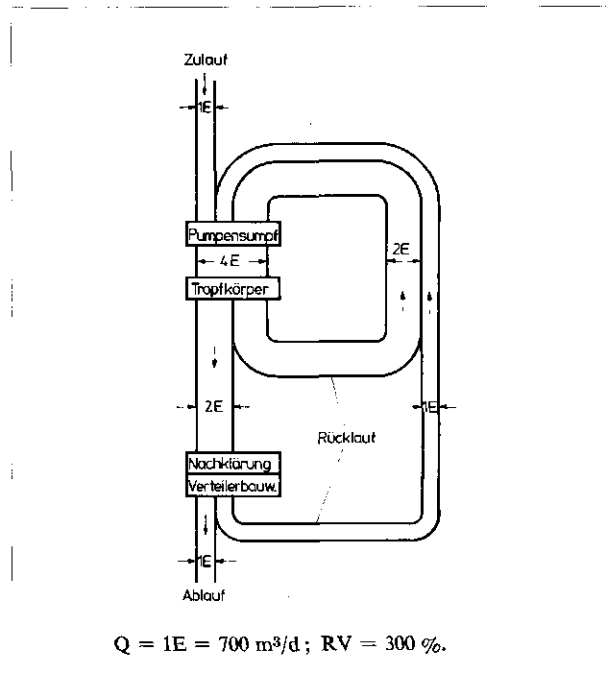 Zulauf
1E
Pumpensumpf
4E
2E
Tropfkörper
2E
1E
Rücklauf
Nachklärung
Verteilerbauw.
1E
Ablauf
Q = 1E = 700 m³/d; RV = 300 %.